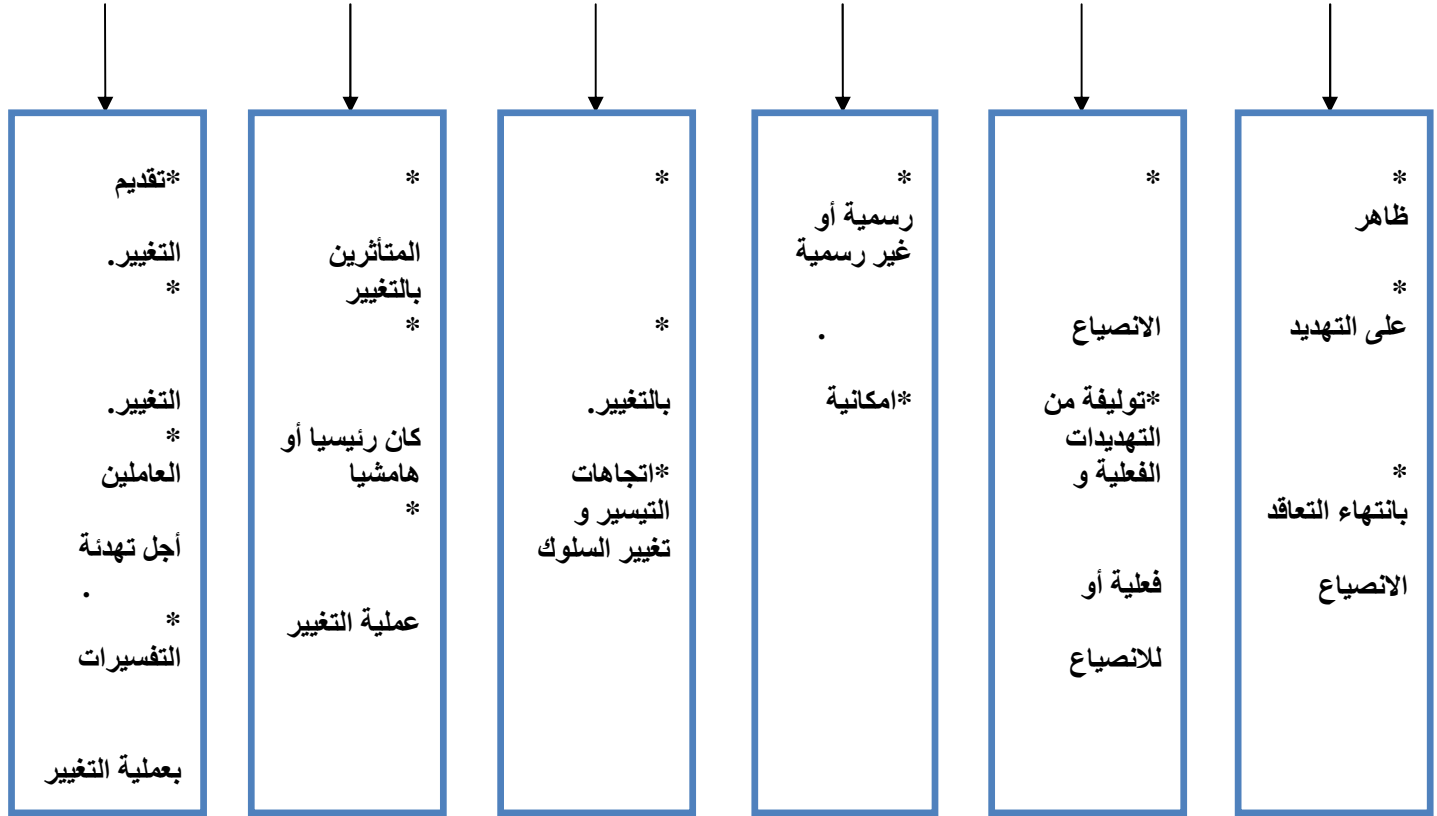 *
ظاهر
*
على التهديد
*
بانتهاء التعاقد
الانصياع
*
الانصياع
*توليفة من
التهديدات
الفعلية و
فعلية أو
للانصياع
*
رسمية أو
غير رسمية
.
*امكانية
*
*
بالتغيير.
*اتجاهات
التيسير و
تغيير السلوك
*
المتأثرين
بالتغيير
*
كان رئيسيا أو
هامشيا
*
عملية التغيير
*تقديم
التغيير.
*
التغيير.
*
العاملين
أجل تهدئة
.
*
التفسيرات
بعملية التغيير